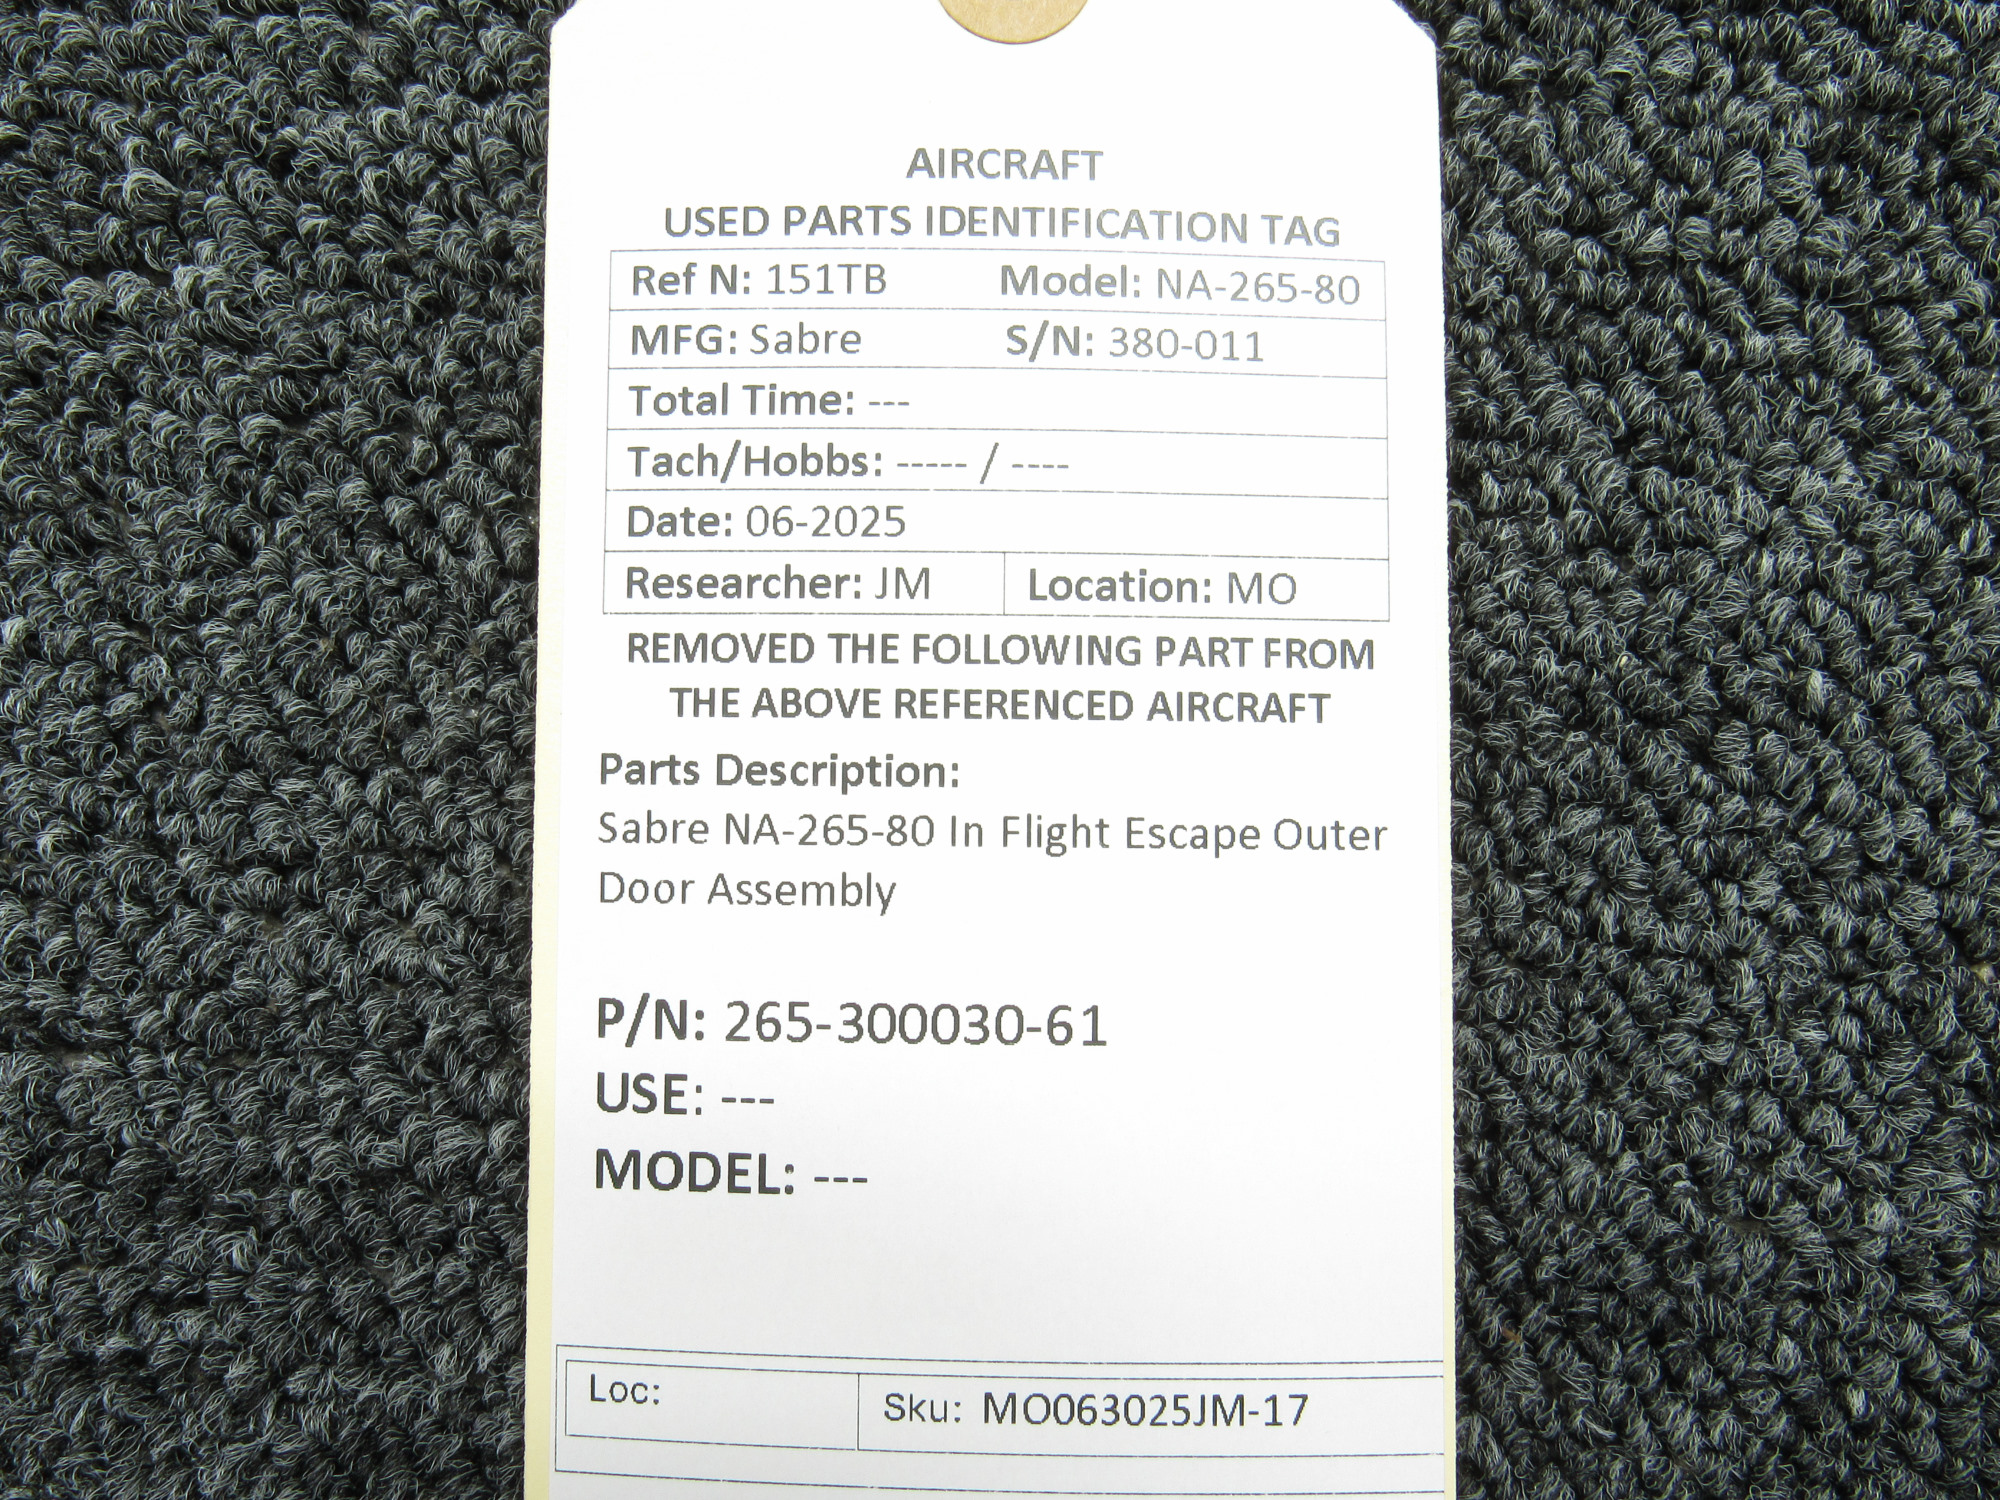 AIRCRAFT
USED PARTS IDENTIFICATION TAG
Ref N: 151TB Model: NA-265-80
MFG: Sabre S/N: 380-011
Total Time: ---
Tach/Hobbs: ----- / ----
Date: 06-2025
Researcher: JM Location: MO
REMOVED THE FOLLOWING PART FROM
THE ABOVE REFERENCED AIRCRAFT
Parts Description:
Sabre NA-265-80 In Flight Escape Outer
Door Assembly
P/N: 265-300030-61
USE: ---
MODEL: ---
Loc: Sku: MO063025JM-17